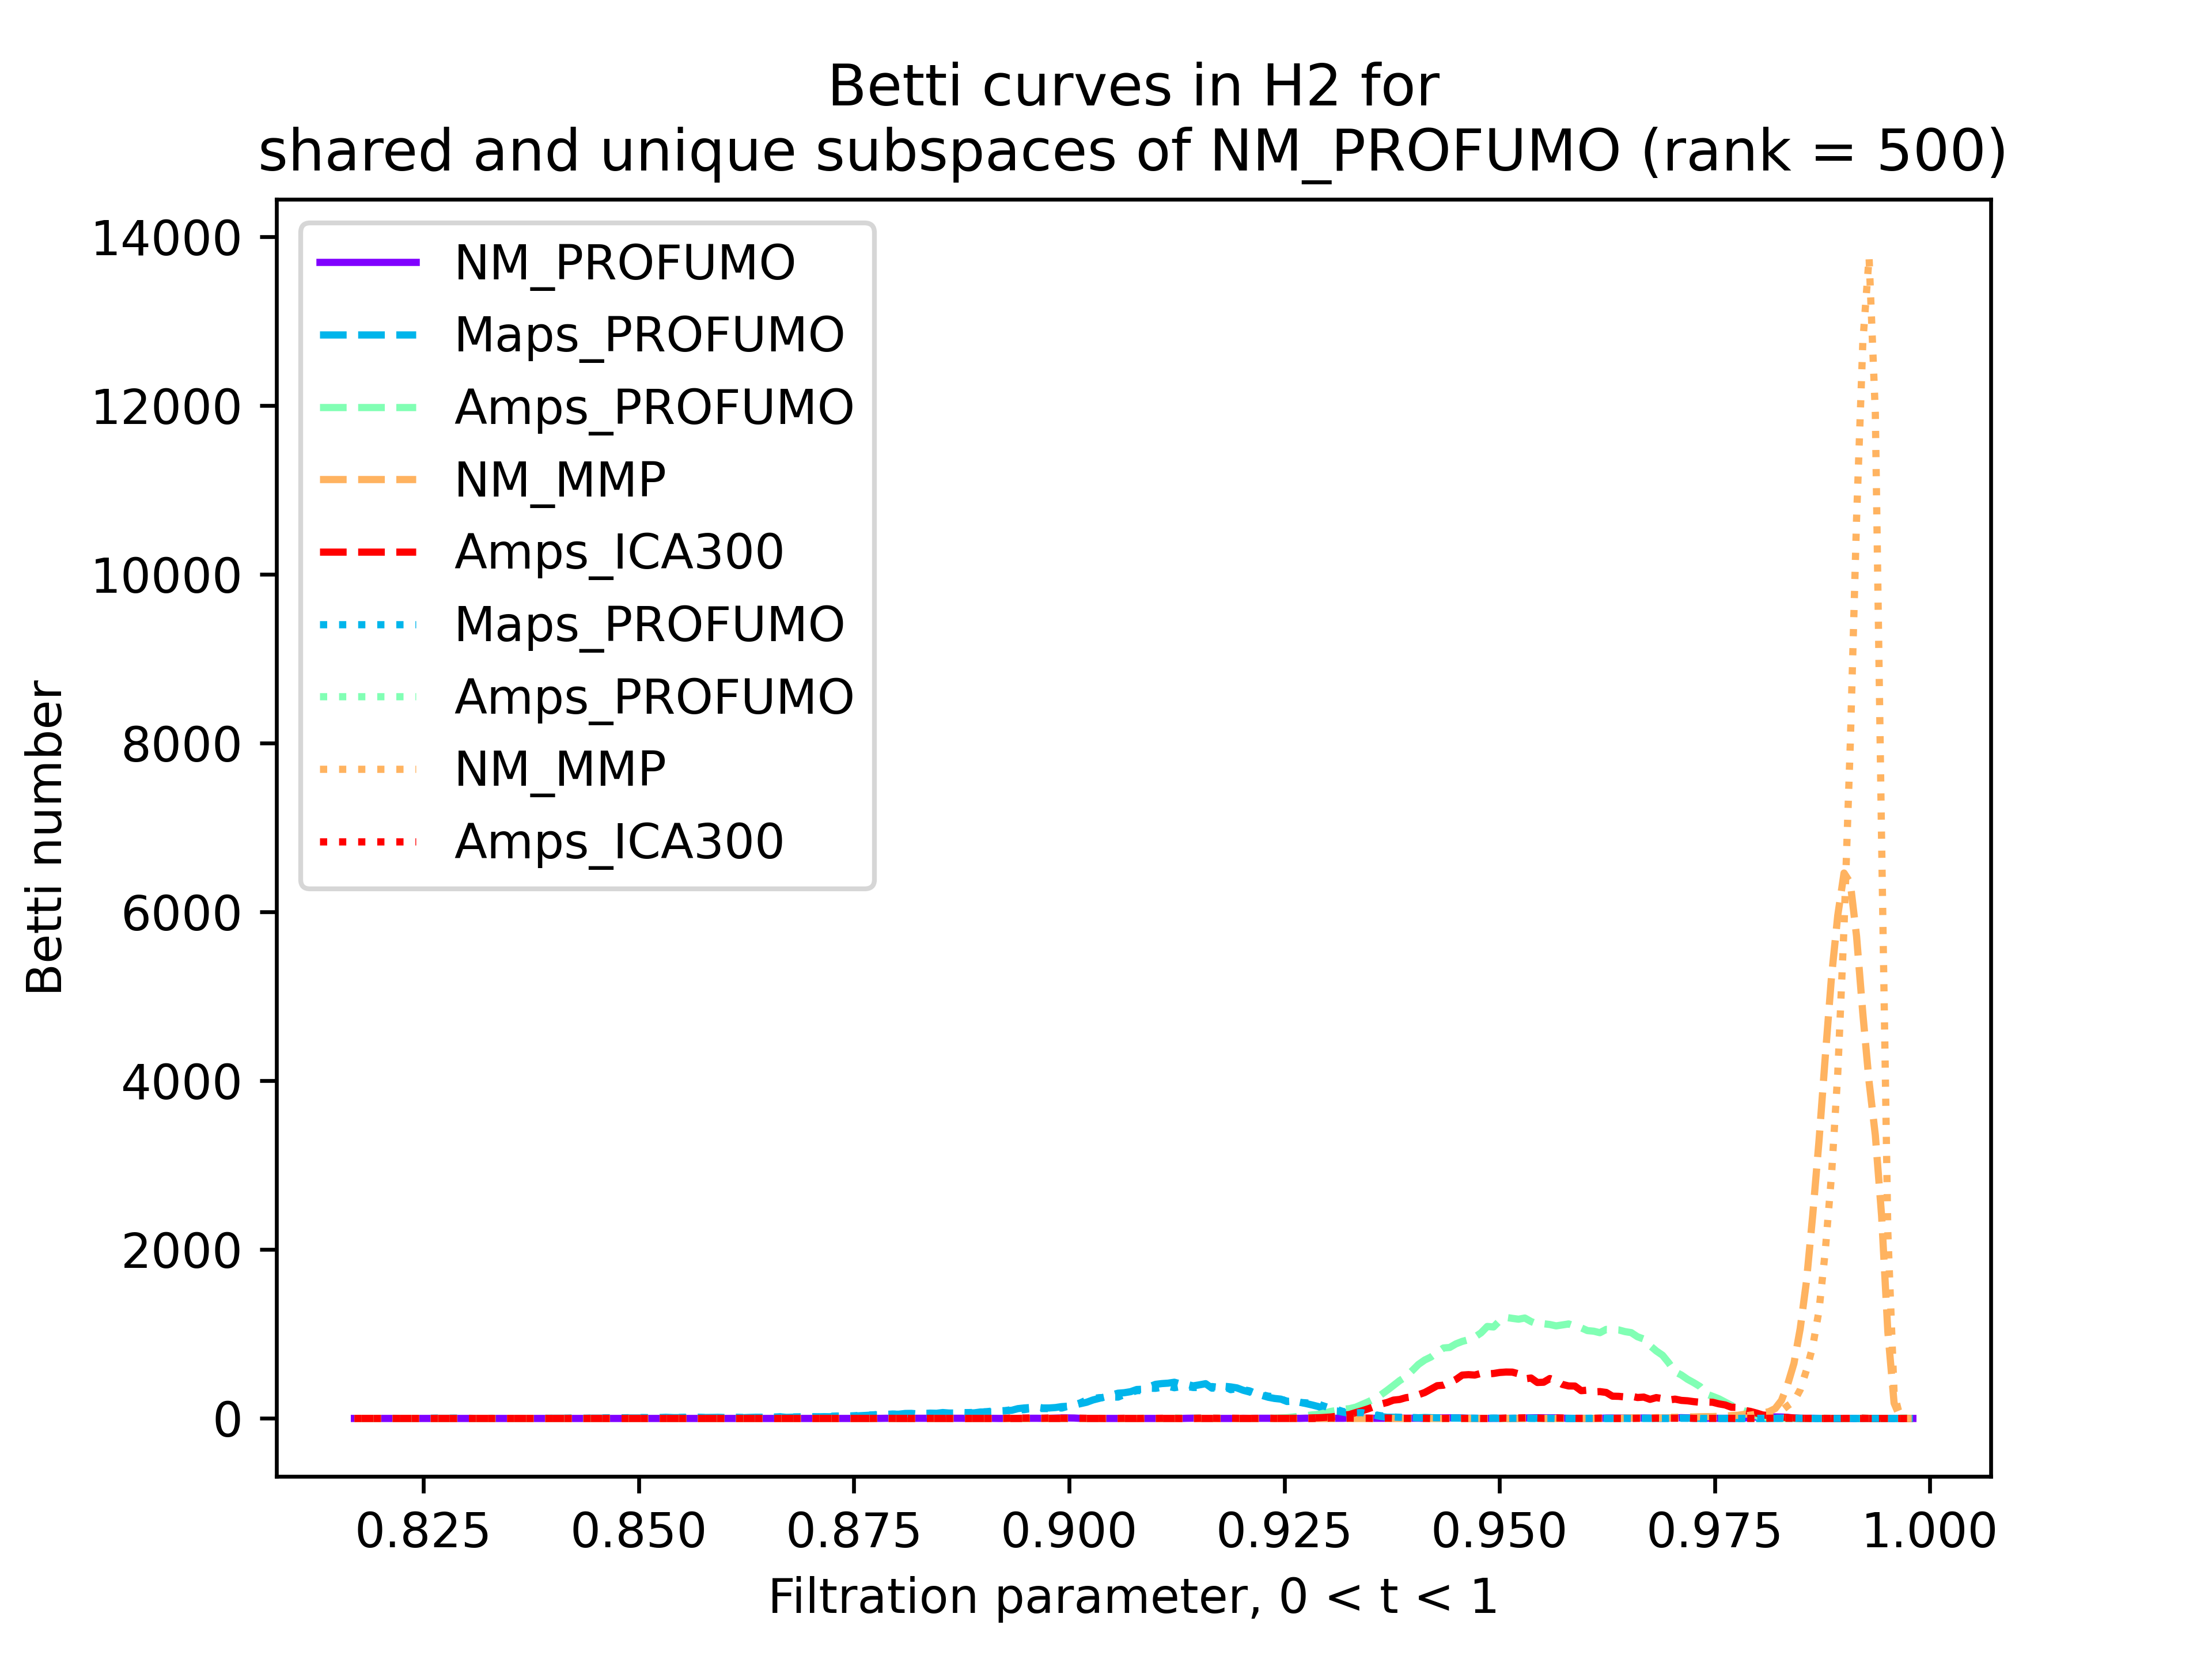 Betti curves in H2 for
shared and unique subspaces of NM_PROFUMO (rank = 500)
14000
12000
10000
8000
6000
4000
2000
0
Betti number
NM_PROFUMO
Maps_PROFUMO
Amps_PROFUMO
NM_MMP
Amps_ICA300
Maps_PROFUMO
Amps_PROFUMO
NM_MMP
Amps_ICA300
0.825 0.850 0.875 0.900 0.925 0.950 0.975 1.000
Filtration parameter, 0 < t < 1